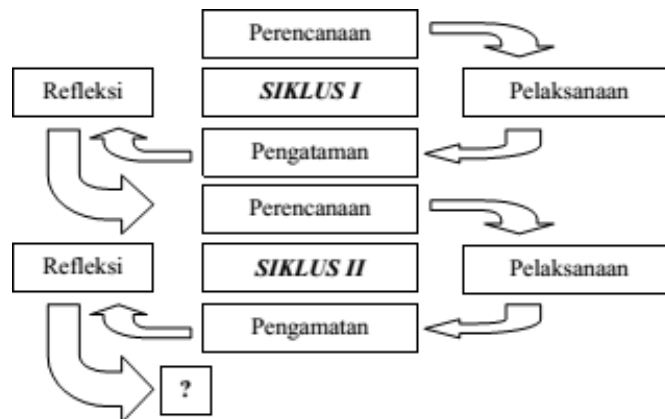 Perencanaan
Refleksi
SIKLUS I
Pelaksanaan
Pengataman
Perencanaan
Refleksi
SIKLUS II
Pelaksanaan
Pengamatan
?